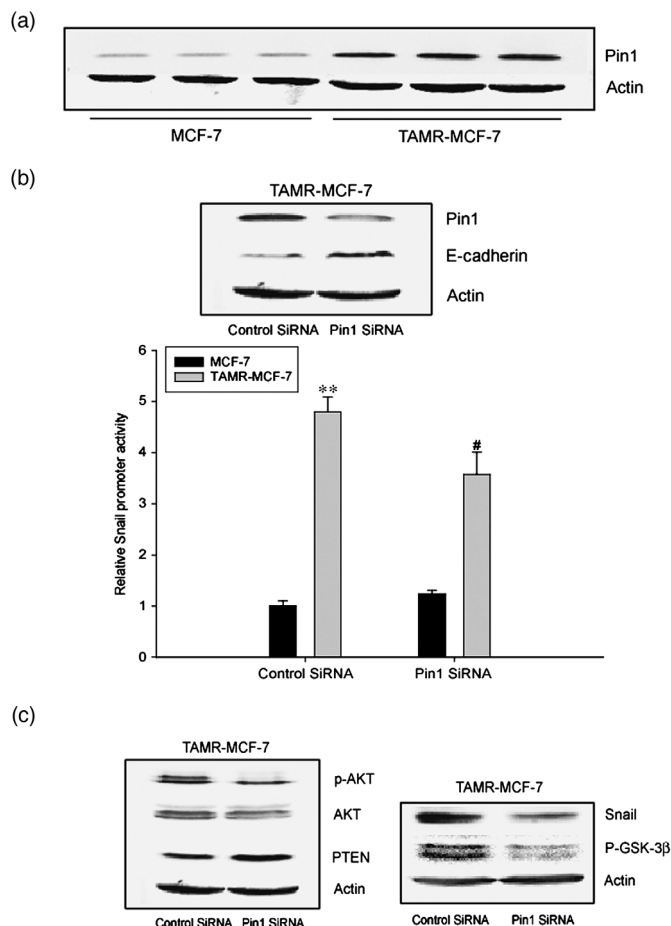 (a)
Pin1
Actin
MCF-7 TAMR-MCF-7
(b)
TAMR-MCF-7
Pin1
E-cadherin
Actin
Control SiRNA Pin1 SiRNA
6
5
4
3
2
1
0
Relative Snail promoter activity
MCF-7
TAMR-MCF-7
**
#
Control SiRNA Pin1 SiRNA
(c)
TAMR-MCF-7
p-AKT
AKT
PTEN
Actin
Control SiRNA Pin1 SiRNA
TAMR-MCF-7
Snail
P-GSK-3β
Actin
Control SiRNA Pin1 SiRNA